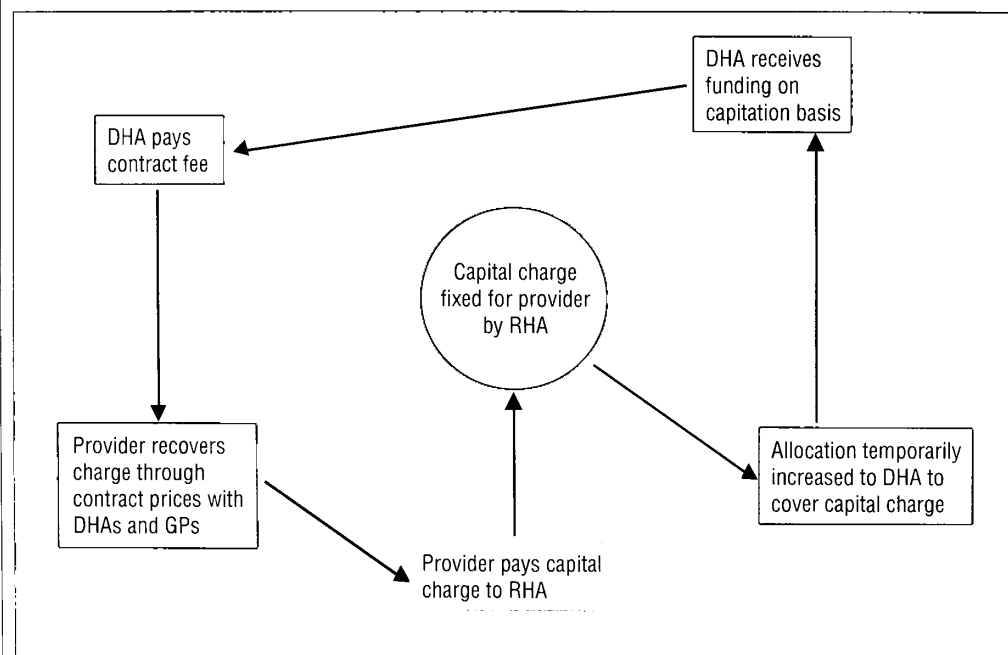 DHA receives
funding on
capitation basis
DHA pays
contract fee
Capital charge
fixed for provider
by RHA
Provider recovers
charge through
contract prices with
DHAs and GPs
Allocation temporarily
increased to DHA to
cover capital charge
Provider pays capital
charge to RHA